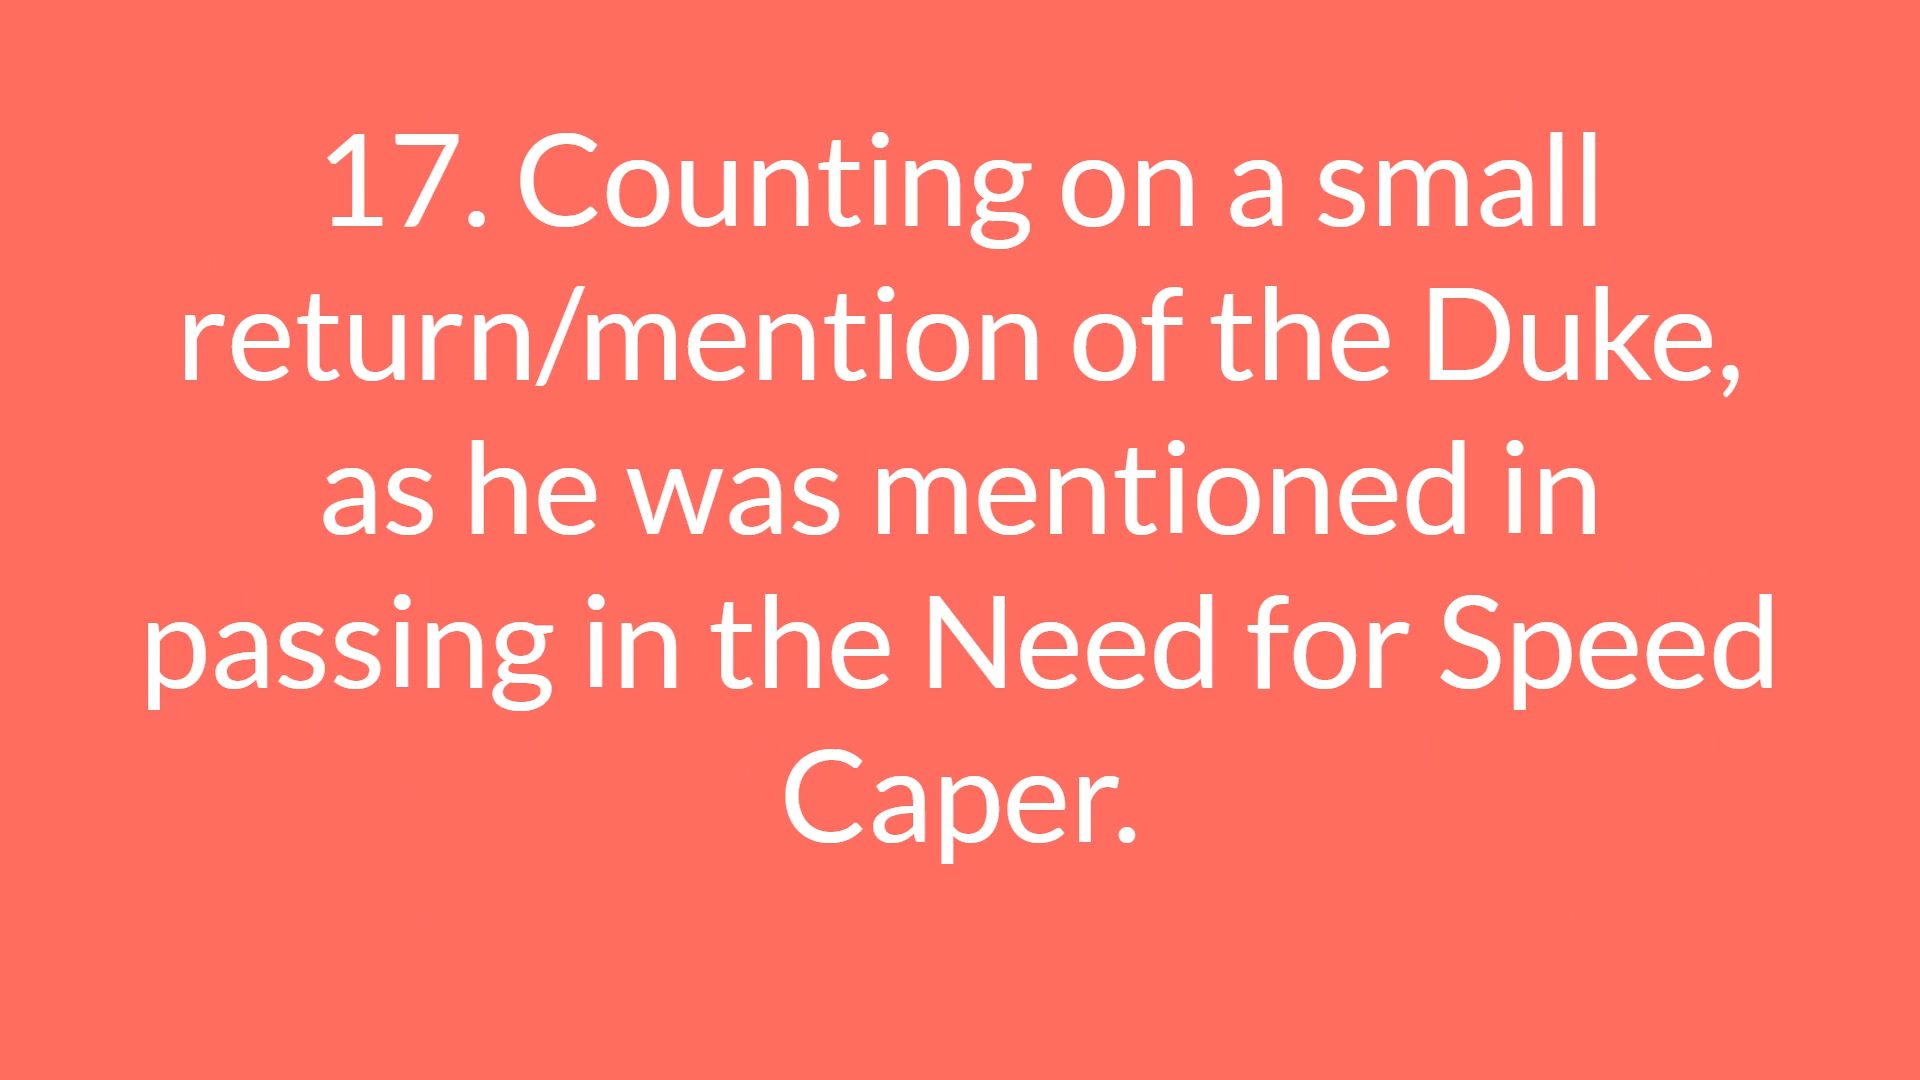 17. Counting on a small
return/mention of the Duke,
as he was mentioned in
passing in the Need for Speed
Caper.